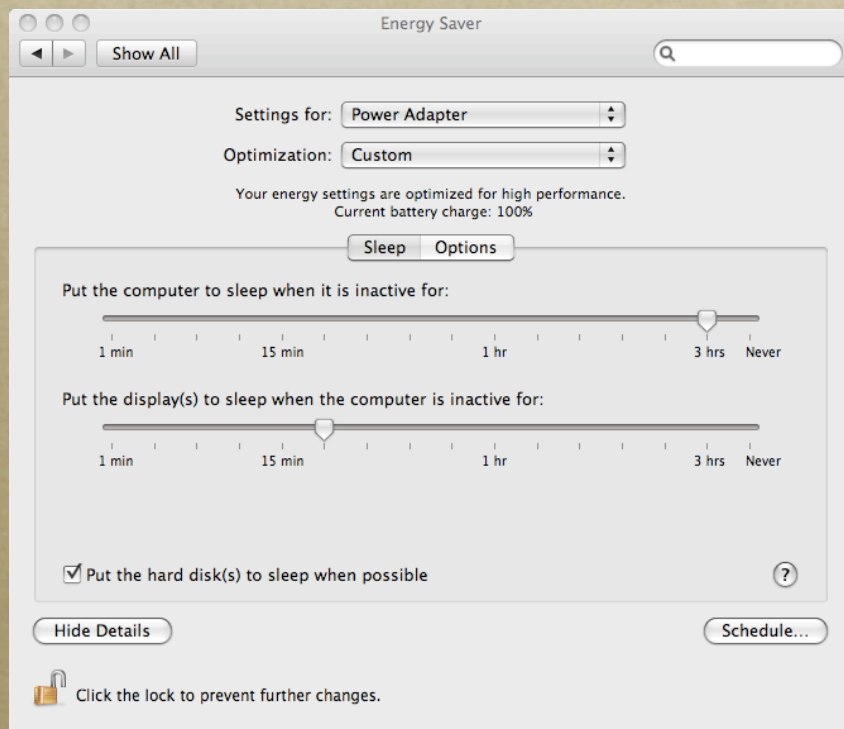 Energy Saver
Show All
Settings for: Power Adapter
Optimization: Custom
Your energy settings are optimized for high performance.
Current battery charge: 100%
Sleep Options
Put the computer to sleep when it is inactive for:
1 min 15 min 1 hr 3 hrs Never
Put the display(s) to sleep when the computer is inactive for:
1 min 15 min 1 hr 3 hrs Never
Put the hard disk(s) to sleep when possible ?
Hide Details Schedule...
Click the lock to prevent further changes.